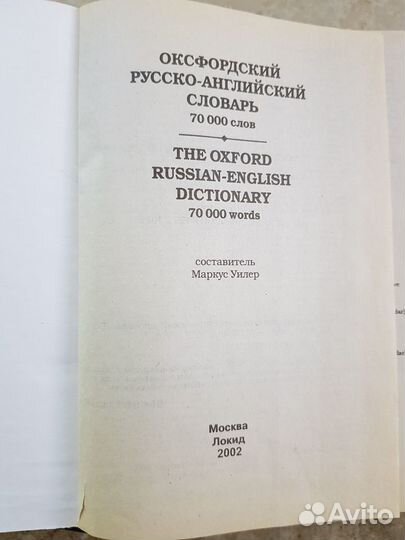 ОКСФОРДСКИЙ
РУССКО-АНГЛИЙСКИЙ
СЛОВАРЬ
70 000 слов
THE OXFORD
RUSSIAN-ENGLISH
DICTIONARY
70 000 words
составитель
Маркус Уилер
Москва
Локид
2002
Avito